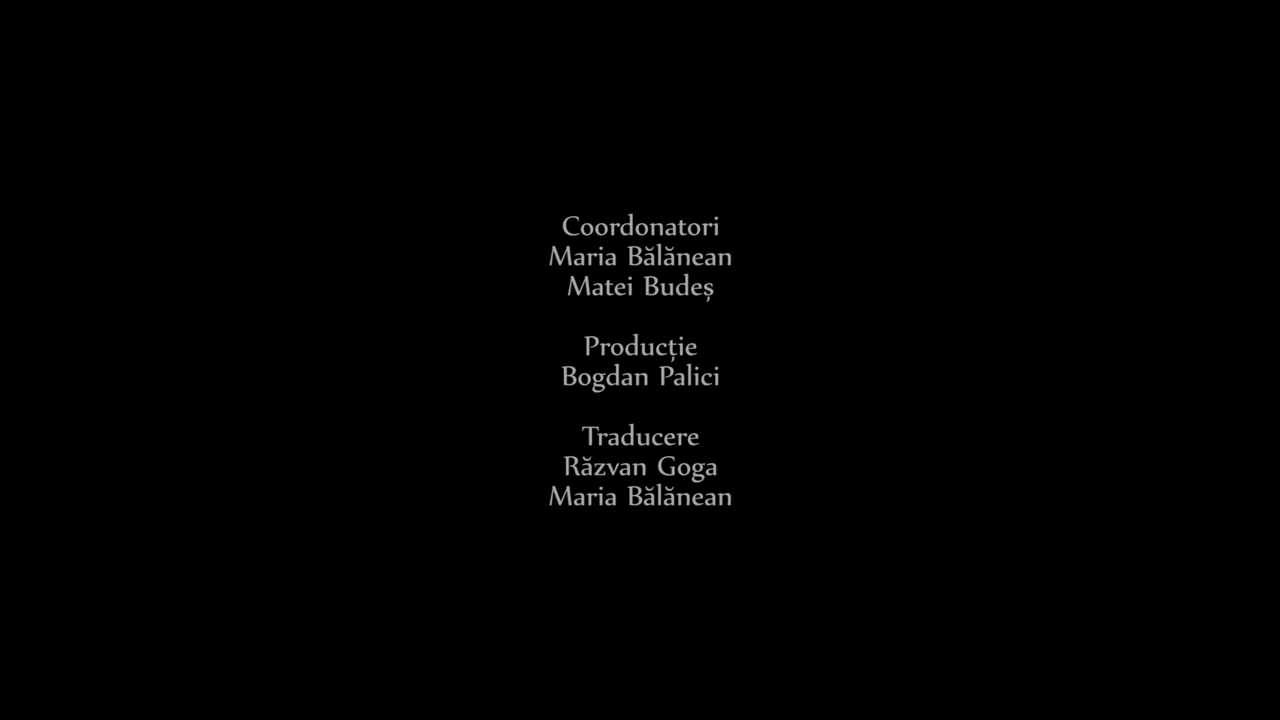 Coordonatori
Maria Bălănean
Matei Budeș
Producție
Bogdan Palici
Traducere
Răzvan Goga
Maria Bălănean